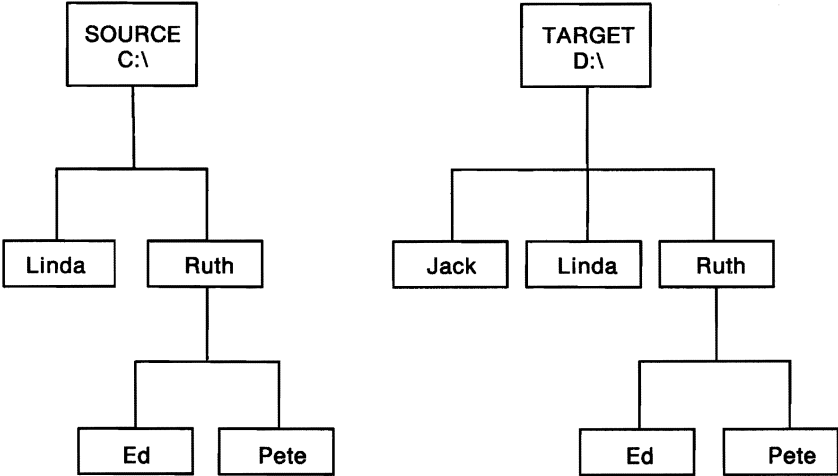 SOURCE
C:\
TARGET
D:\
Linda
Ruth
Jack
Linda
Ruth
Ed
Pete
Ed
Pete